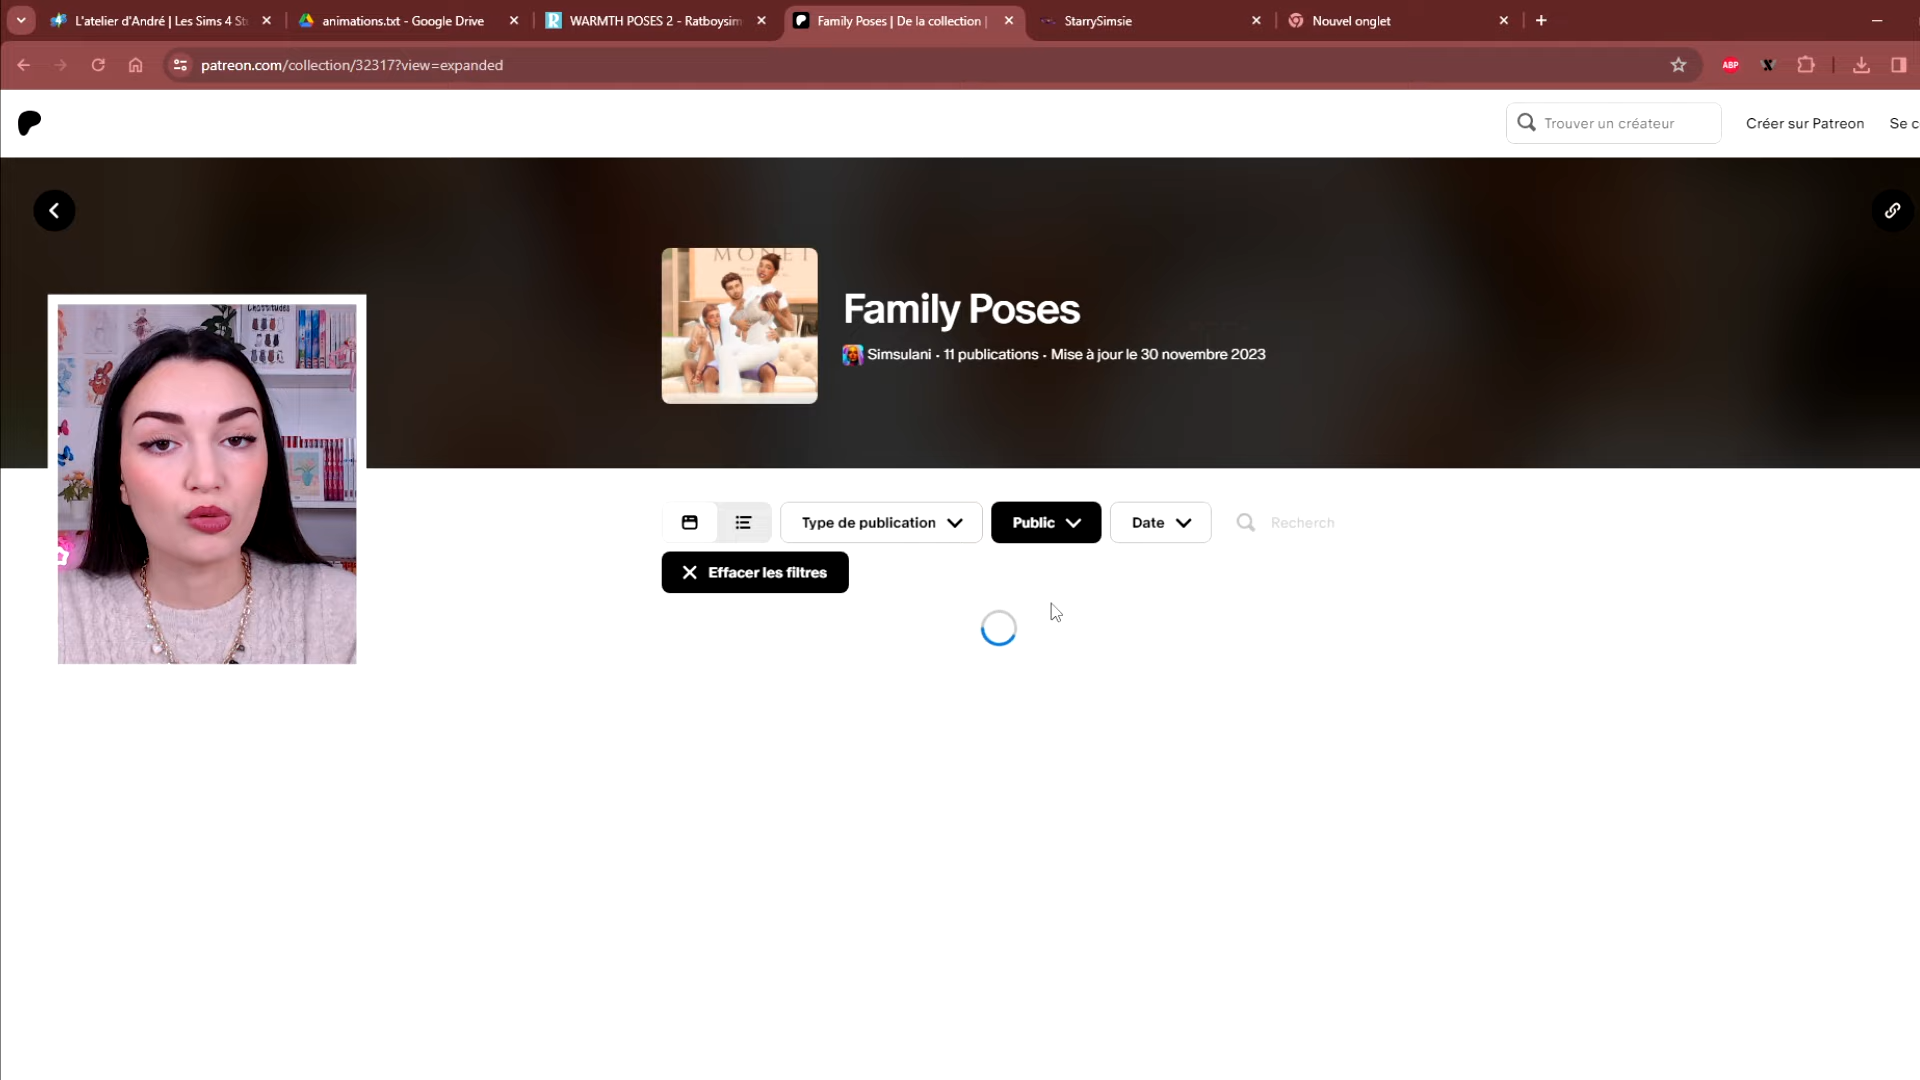 L'atelier d'André | Les Sims 4 St
animations.txt - Google Drive
WARMTH POSES 2 - Ratboysim
Family Poses | De la collection |
StarrySimsie
Nouvel onglet
patreon.com/collection/32317?view=expanded
ABP
Trouver un créateur
Créer sur Patreon
Se c
MONET
Family Poses
Simsulani • 11 publications • Mise à jour le 30 novembre 2023
Chattitudes
Type de publication
Public
Date
Recherch
Effacer les filtres